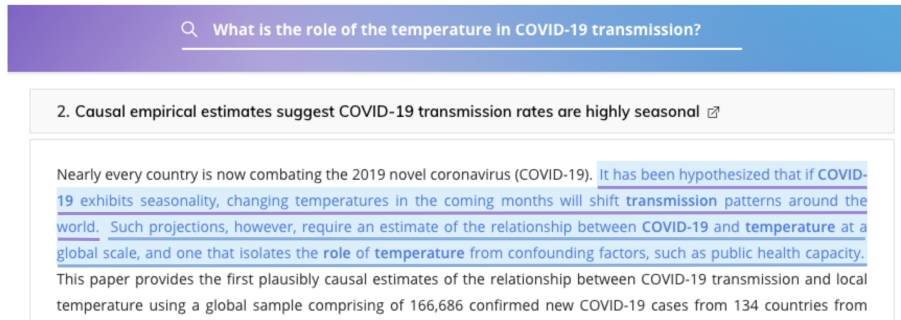 What is the role of the temperature in COVID-19 transmission?
2. Causal empirical estimates suggest COVID-19 transmission rates are highly seasonal
Nearly every country is now combating the 2019 novel coronavirus (COVID-19). It has been hypothesized that if COVID-
19 exhibits seasonality, changing temperatures in the coming months will shift transmission patterns around the
world. Such projections, however, require an estimate of the relationship between COVID-19 and temperature at a
global scale, and one that isolates the role of temperature from confounding factors, such as public health capacity.
This paper provides the first plausibly causal estimates of the relationship between COVID-19 transmission and local
temperature using a global sample comprising of 166,686 confirmed new COVID-19 cases from 134 countries from